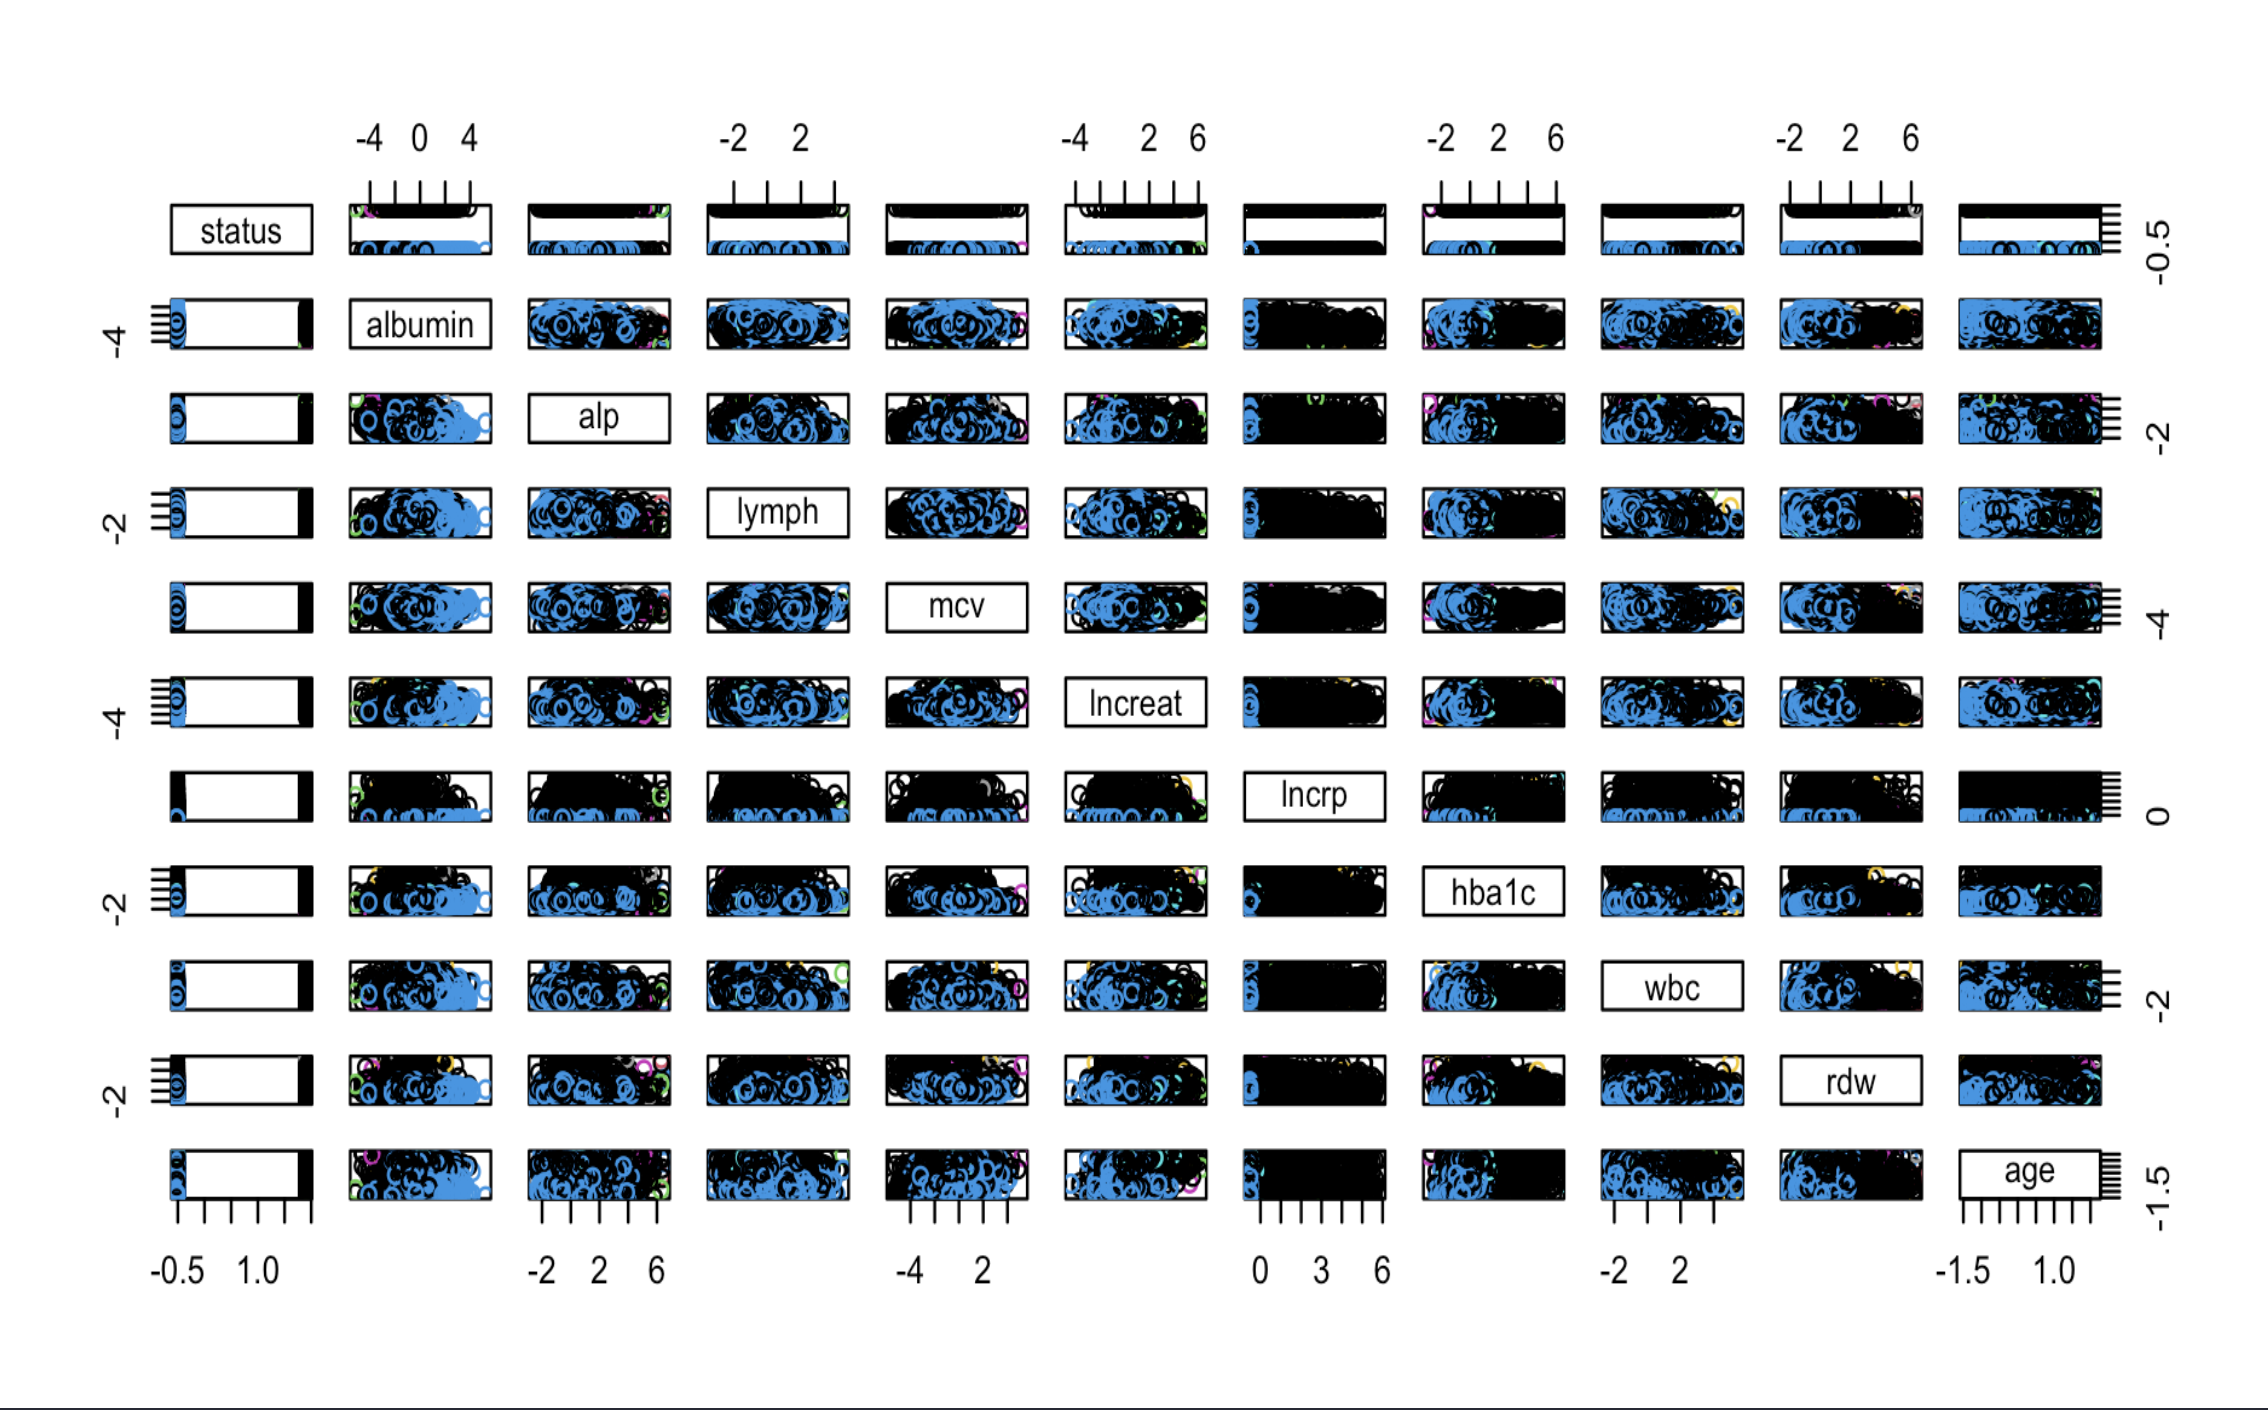 -4 0 4 -2 2 -4 2 6 -2 2 6 -2 2 6
status -0.5
-4 albumin
alp -2
-2 lymph
mcv -4
-4 lncreat
lncrp 0
-2 hba1c
wbc -2
-2 rdw
age -1.5
-0.5 1.0 -2 2 6 -4 2 0 3 6 -2 2 -1.5 1.0